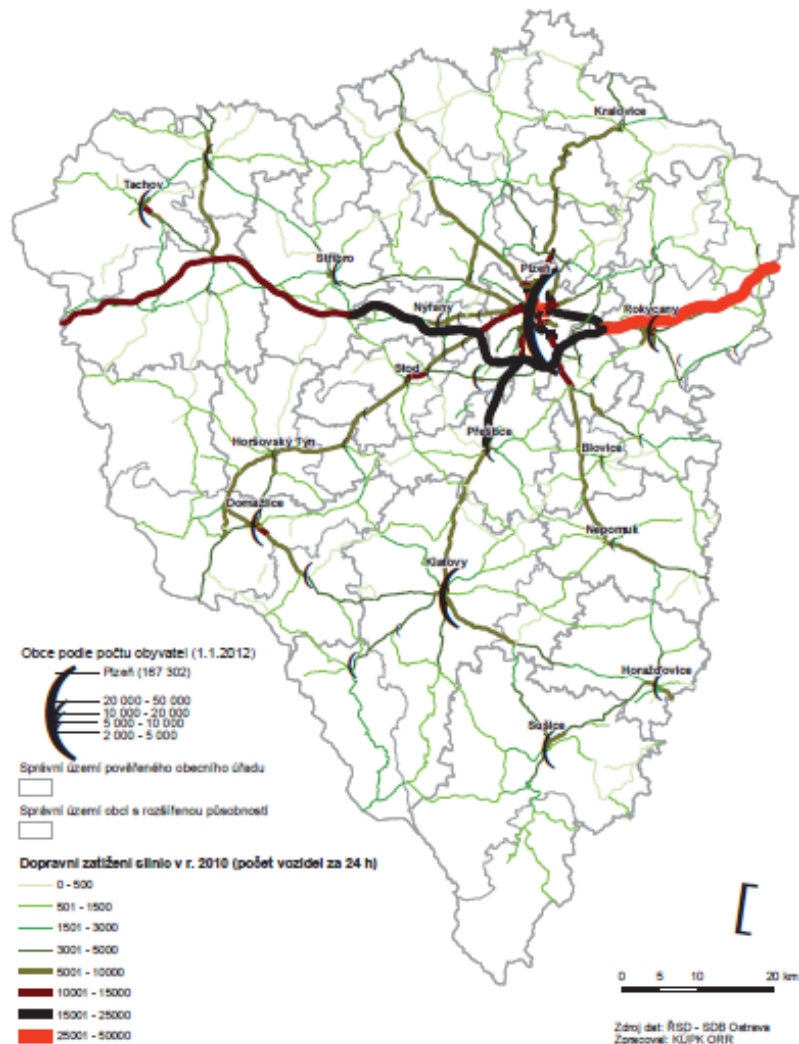 Kralovice
Tachov
Stříbro
Plzeň
Nýřany
Rokycany
Stod
Přeštice
Horšovský Týn
Blovice
Domažlice
Nepomuk
Klatovy
Horažďovice
Sušice
Obce podle počtu obyvatel (1.1.2012)
Plzeň (167 302)
20 000 - 50 000
10 000 - 20 000
5 000 - 10 000
2 000 - 5 000
Správní území pověřeného obecního úřadu
Správní území obcí s rozšířenou působností
Dopravní zatížení silnic v r. 2010 (počet vozidel za 24 h)
0 - 500
501 - 1500
1501 - 3000
3001 - 5000
5001 - 10000
10001 - 15000
15001 - 25000
25001 - 50000
0 5 10 20 km
Zdroj dat: ŘSD - SDB Ostrava
Zpracoval: KÚPK ORR